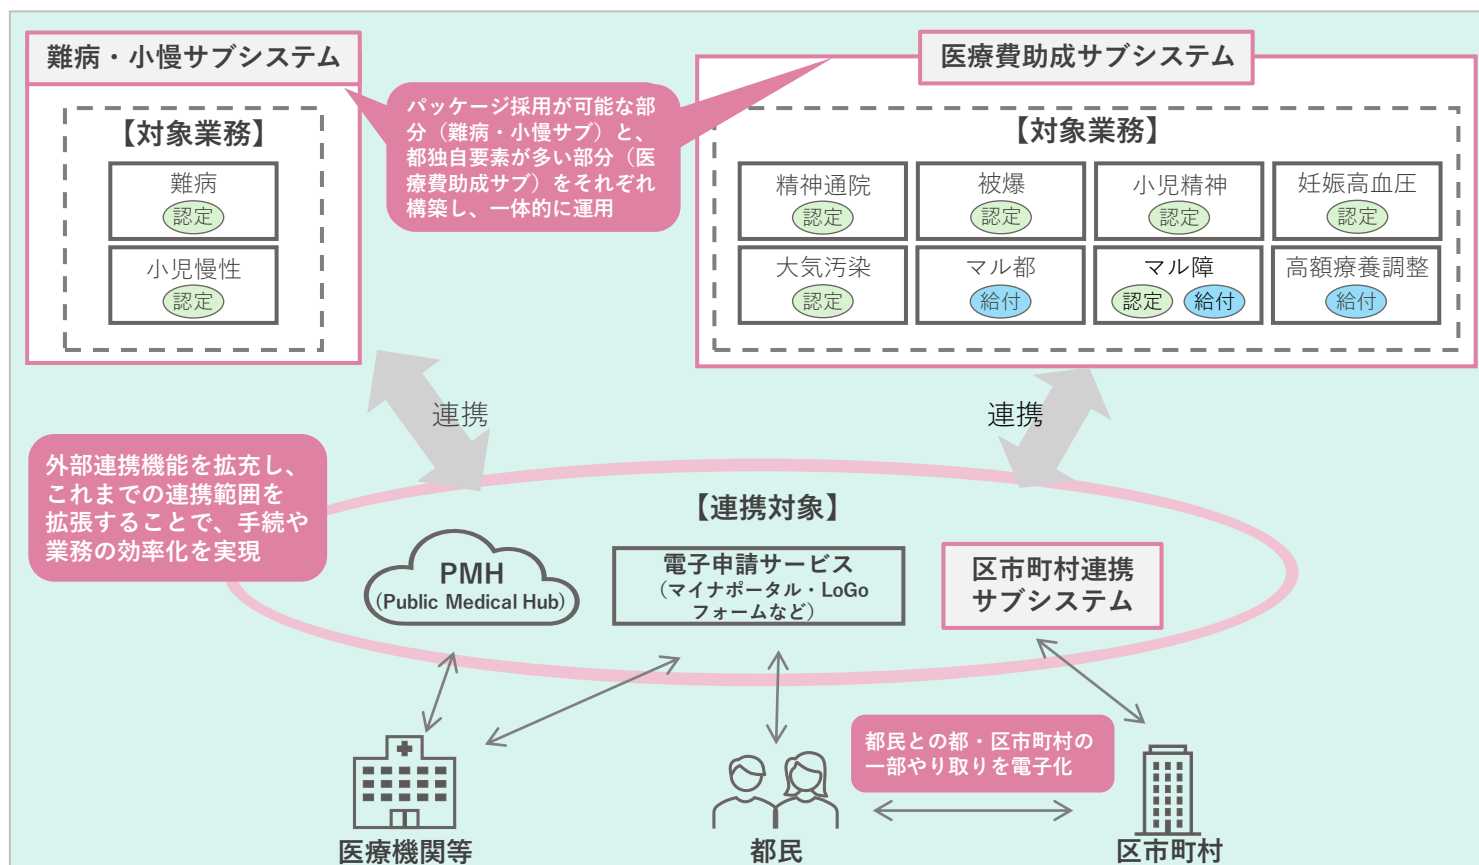 難病・小慢サブシステム
【対象業務】
難病
認定
小児慢性
認定
パッケージ採用が可能な部
分（難病・小慢サブ）と、
都独自要素が多い部分（医
療費助成サブ）をそれぞれ
構築し、一体的に運用
医療費助成サブシステム
【対象業務】
精神通院
認定
被爆
認定
小児精神
認定
妊娠高血圧
認定
大気汚染
認定
マル都
給付
マル障
認定 給付
高額療養調整
給付
連携
連携
外部連携機能を拡充し、
これまでの連携範囲を
拡張することで、手続や
業務の効率化を実現
【連携対象】
PMH
(Public Medical Hub)
電子申請サービス
（マイナポータル・LoGo
フォームなど）
区市町村連携
サブシステム
都民との都・区市町村の
一部やり取りを電子化
医療機関等
都民
区市町村